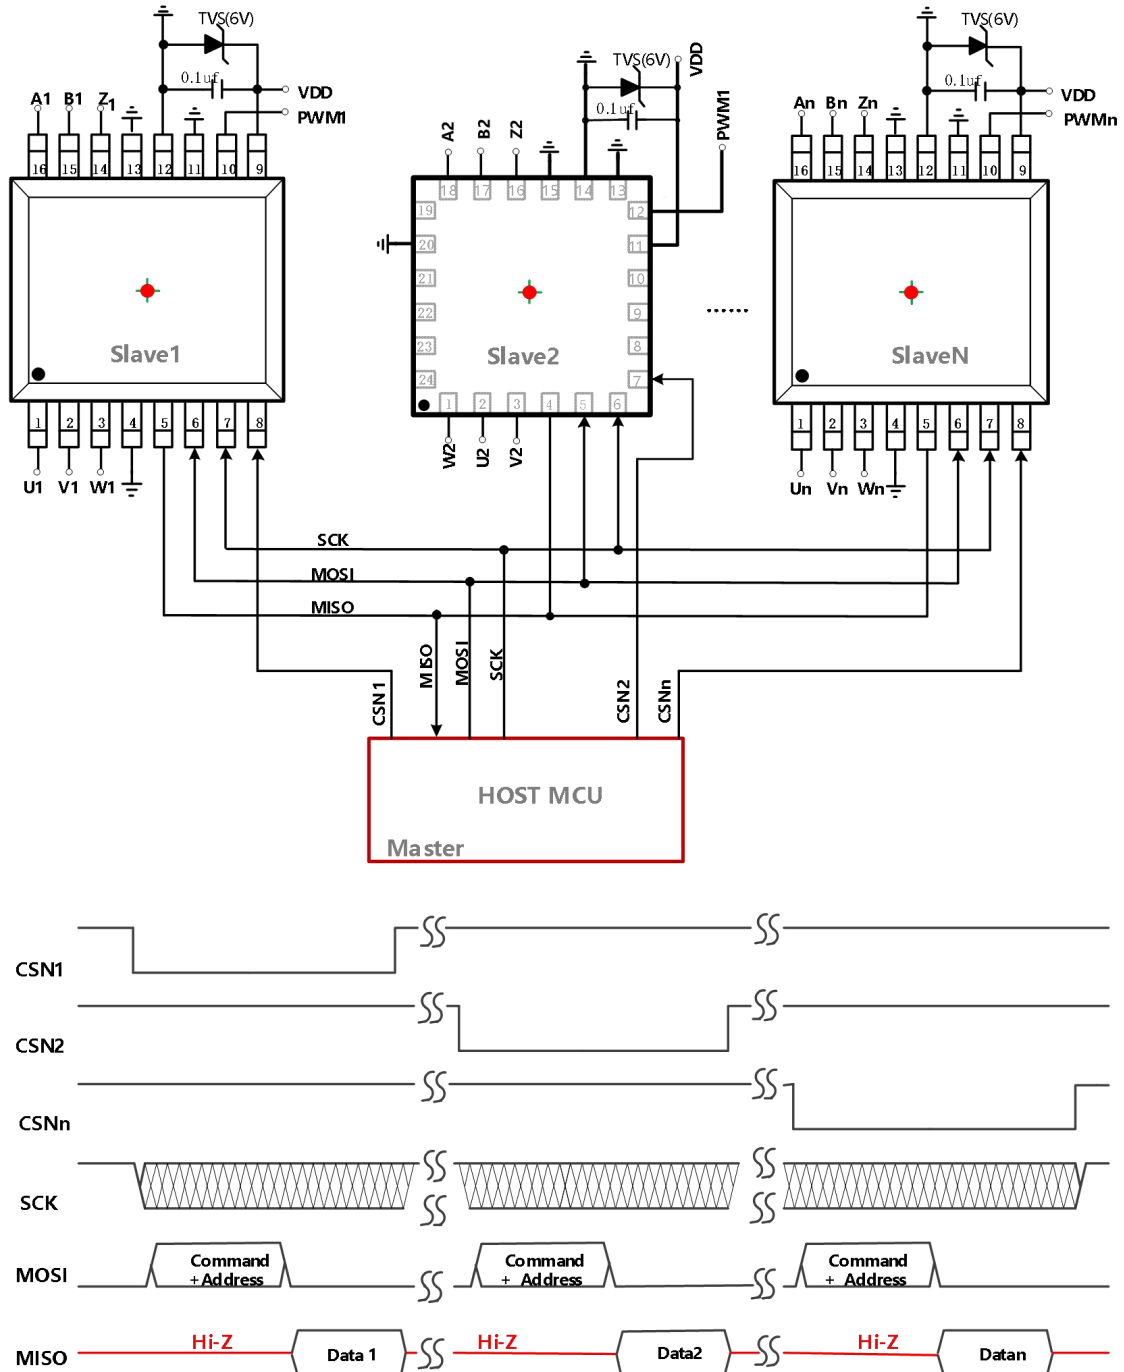 TVS(6V)
0.1uf
VDD
PWM1
A1 B1 Z1
16 15 14 13 12 11 10 9
Slave1
1 2 3 4 5 6 7 8
U1 V1 W1
TVS(6V)
0.1uf
VDD
PWM1
A2 B2 Z2
18 17 16 15 14 13
19 12
20 11
21 10
22 9
23 8
24 7
Slave2
1 2 3 4 5 6
W2 U2 V2
......
TVS(6V)
0.1uf
VDD
PWMn
An Bn Zn
16 15 14 13 12 11 10 9
SlaveN
1 2 3 4 5 6 7 8
Un Vn Wn
SCK
MOSI
MISO
CSN1
MISO
MOSI
SCK
CSN2
CSNn
HOST MCU
Master
CSN1
CSN2
CSNn
SCK
MOSI
Command
+Address
Command
+ Address
Command
+ Address
MISO
Hi-Z
Data 1
Hi-Z
Data2
Hi-Z
Datan